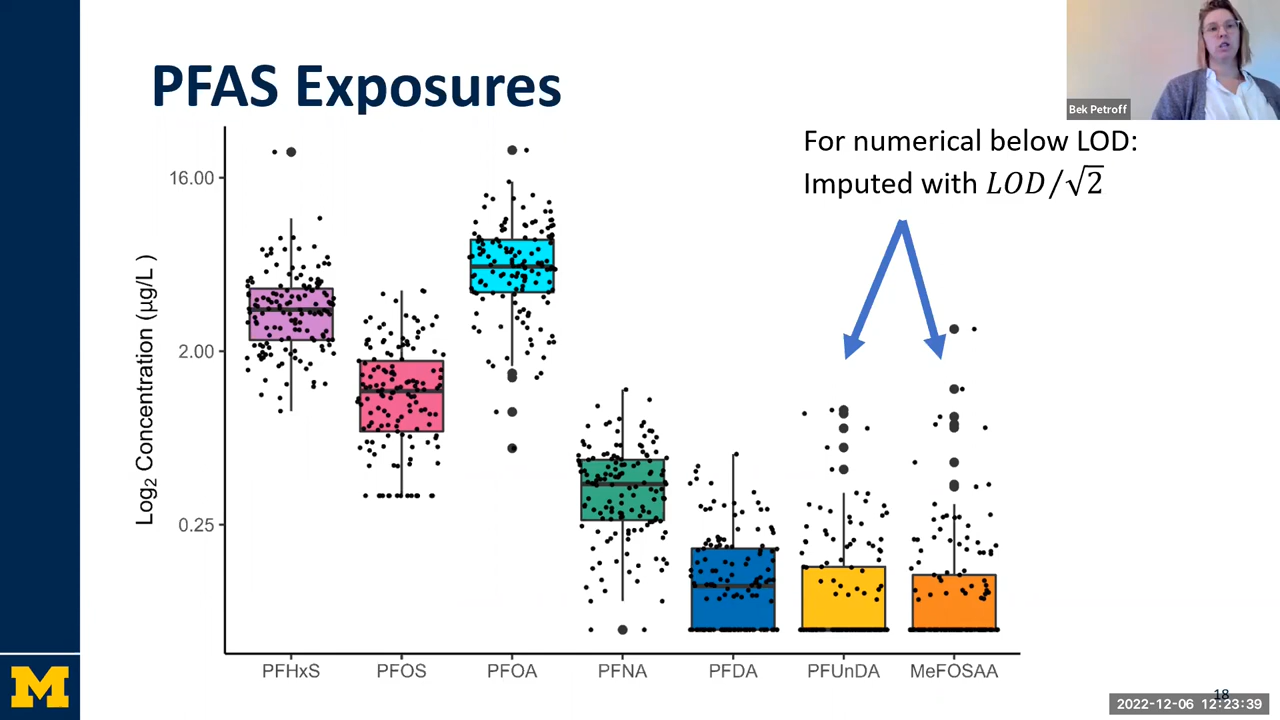 PFAS Exposures
Bek Petroff
For numerical below LOD:
Imputed with LOD/√2
Log₂ Concentration (µg/L )
16.00
2.00
0.25
PFHxS
PFOS
PFOA
PFNA
PFDA
PFUnDA
MeFOSAA
M
18
2022-12-06 12:23:39